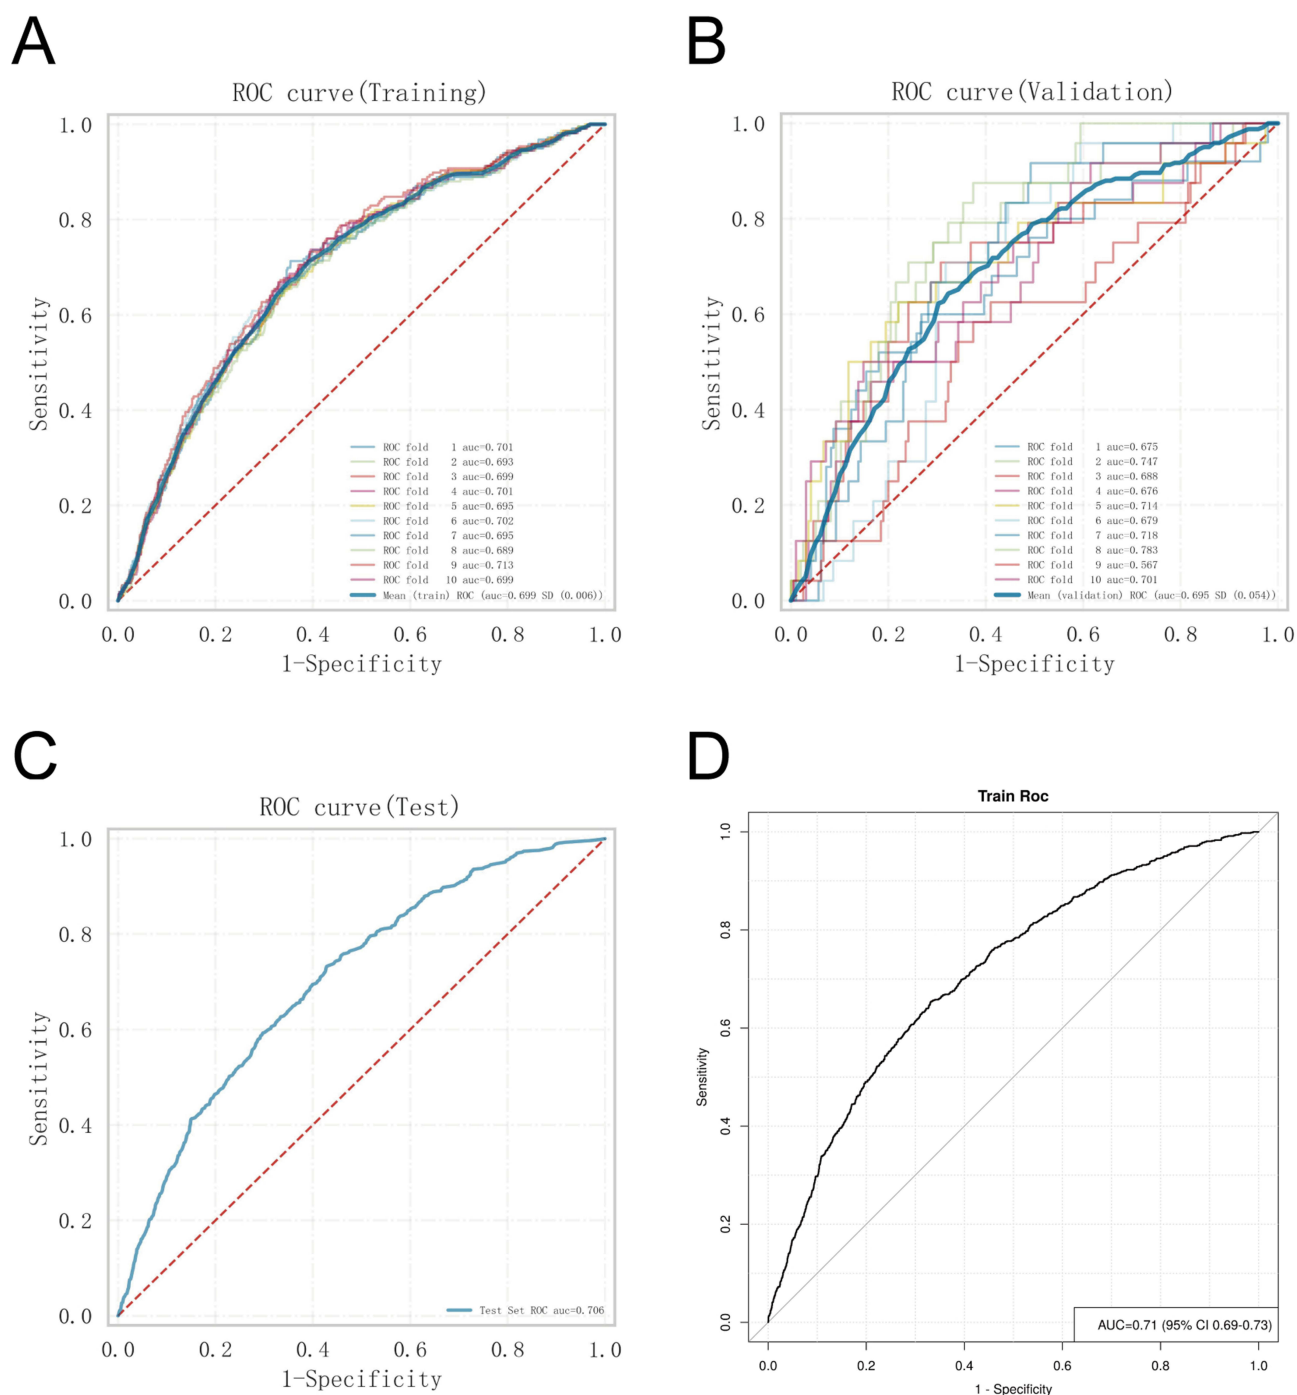 A
ROC curve(Training)
1.0
0.8
0.6
0.4
0.2
0.0
Sensitivity
ROC fold 1 auc=0.701
ROC fold 2 auc=0.693
ROC fold 3 auc=0.699
ROC fold 4 auc=0.701
ROC fold 5 auc=0.695
ROC fold 6 auc=0.702
ROC fold 7 auc=0.695
ROC fold 8 auc=0.689
ROC fold 9 auc=0.713
ROC fold 10 auc=0.699
Mean (train) ROC (auc=0.699 SD (0.006))
0.0 0.2 0.4 0.6 0.8 1.0
1-Specificity
B
ROC curve(Validation)
1.0
0.8
0.6
0.4
0.2
0.0
Sensitivity
ROC fold 1 auc=0.675
ROC fold 2 auc=0.747
ROC fold 3 auc=0.688
ROC fold 4 auc=0.676
ROC fold 5 auc=0.714
ROC fold 6 auc=0.679
ROC fold 7 auc=0.718
ROC fold 8 auc=0.783
ROC fold 9 auc=0.567
ROC fold 10 auc=0.701
Mean (validation) ROC (auc=0.695 SD (0.054))
0.0 0.2 0.4 0.6 0.8 1.0
1-Specificity
C
ROC curve(Test)
1.0
0.8
0.6
0.4
0.2
0.0
Sensitivity
Test Set ROC auc=0.706
0.0 0.2 0.4 0.6 0.8 1.0
1-Specificity
D
Train Roc
1.0
0.8
0.6
0.4
0.2
0.0
Sensitivity
AUC=0.71 (95% CI 0.69-0.73)
0.0 0.2 0.4 0.6 0.8 1.0
1 - Specificity